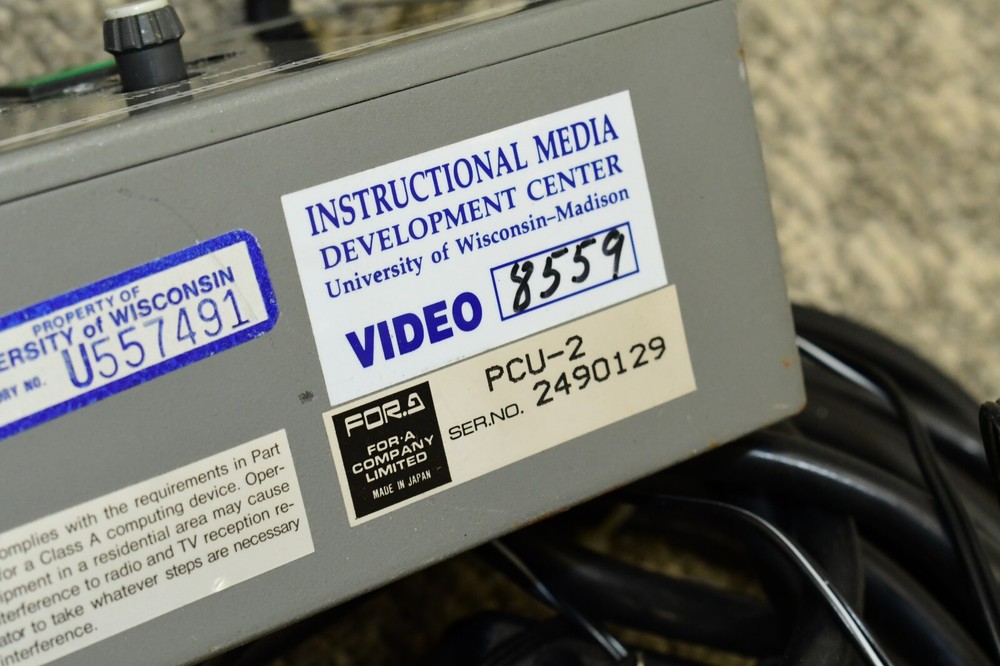 PROPERTY OF
ERSITY of WISCONSIN
ORY NO. U557491
INSTRUCTIONAL MEDIA
DEVELOPMENT CENTER
University of Wisconsin–Madison
VIDEO 8559
FOR.A
FOR·A
COMPANY
LIMITED
MADE IN JAPAN
PCU-2
SER.NO. 2490129
omplies with the requirements in Part
for a Class A computing device. Oper-
ipment in a residential area may cause
nterference to radio and TV reception re-
ator to take whatever steps are necessary
interference.